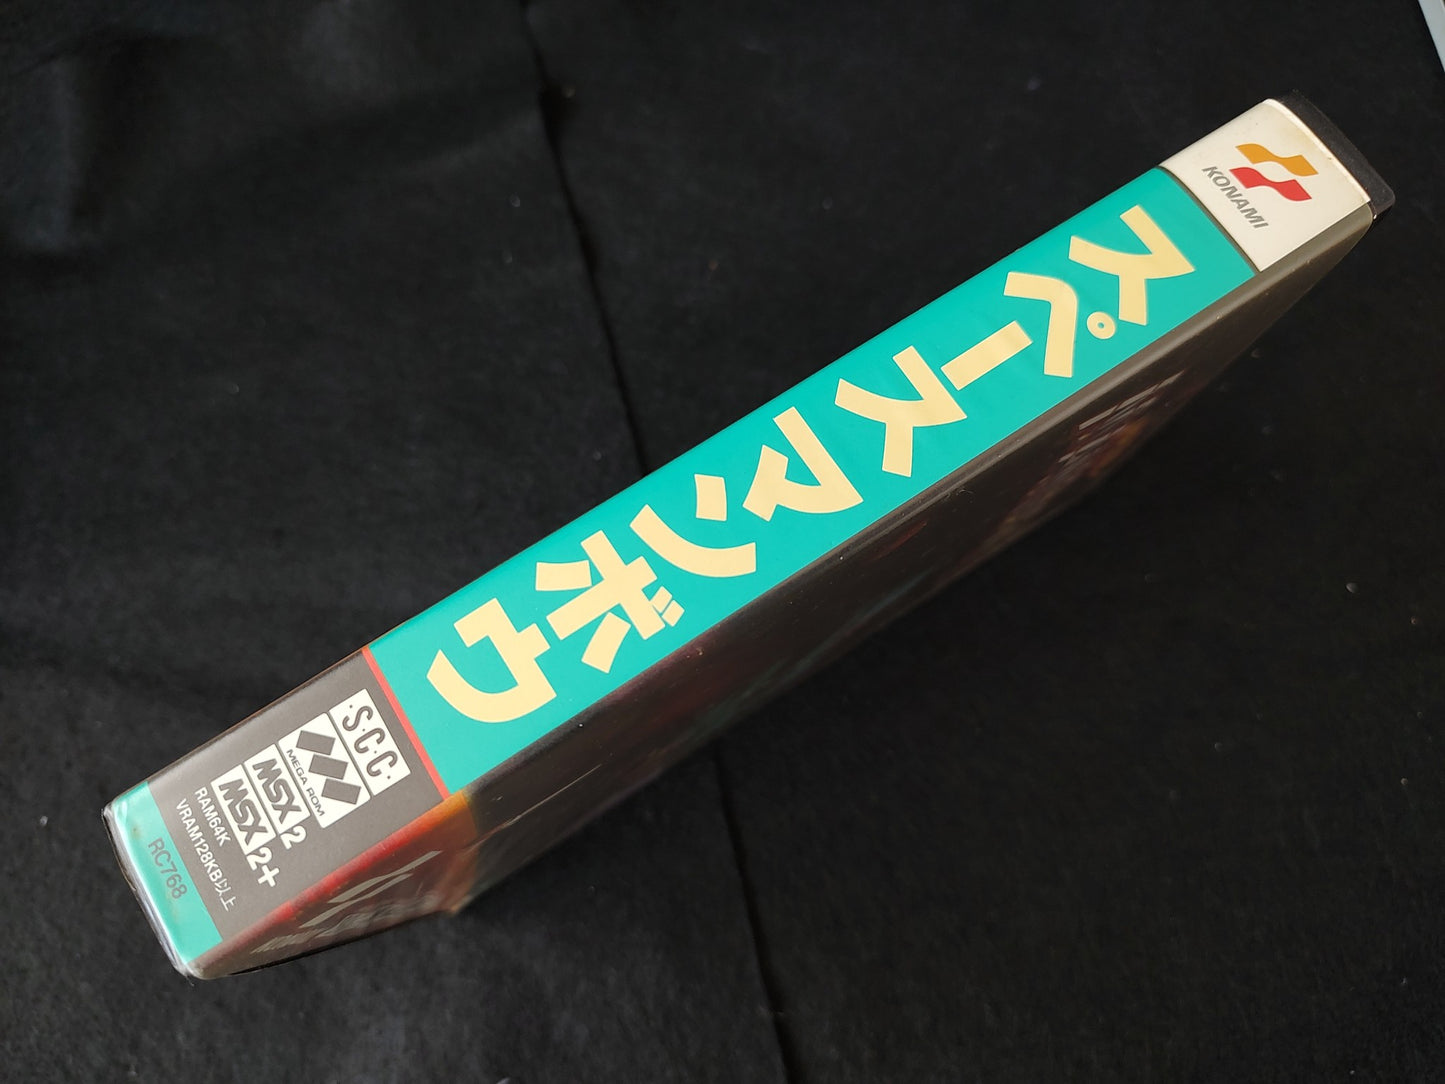 KONAMI
スペースマンボウ
·S·C·C·
MEGA ROM
MSX 2
MSX 2+
RAM64K
VRAM128KB以上
RC768